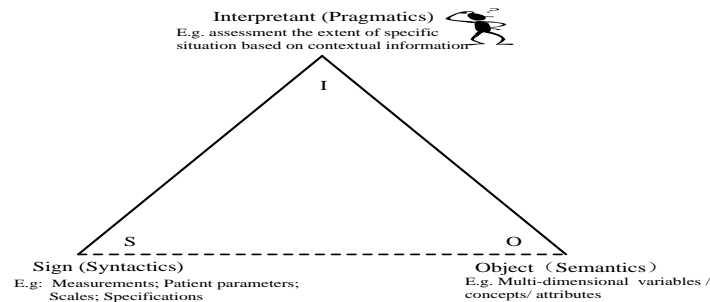 Interpretant (Pragmatics)
?
E.g. assessment the extent of specific
situation based on contextual information
I
S
O
Sign (Syntactics)
E.g: Measurements; Patient parameters;
Scales; Specifications
Object（Semantics）
E.g. Multi-dimensional variables /
concepts/ attributes